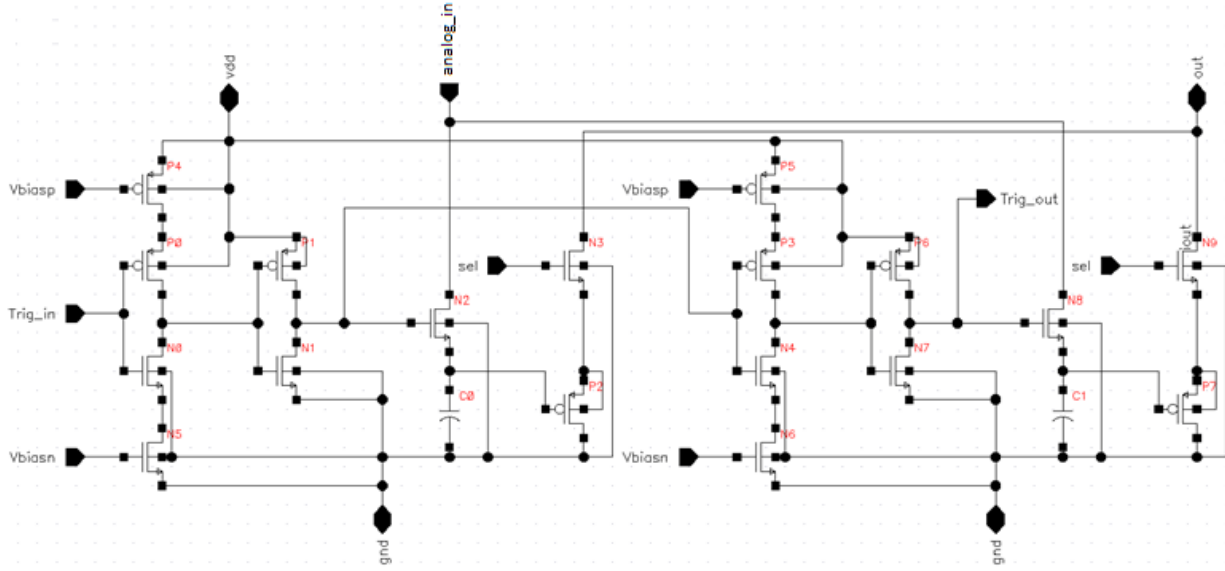 analog_in
vdd
out
P4
P5
Vbiasp
Vbiasp
Trig_out
P0
P1
N3
P3
P6
N9
out
sel
sel
Trig_in
N2
N8
N0
N1
N4
N7
C0
P2
C1
P7
N5
N6
Vbiasn
Vbiasn
gnd
gnd